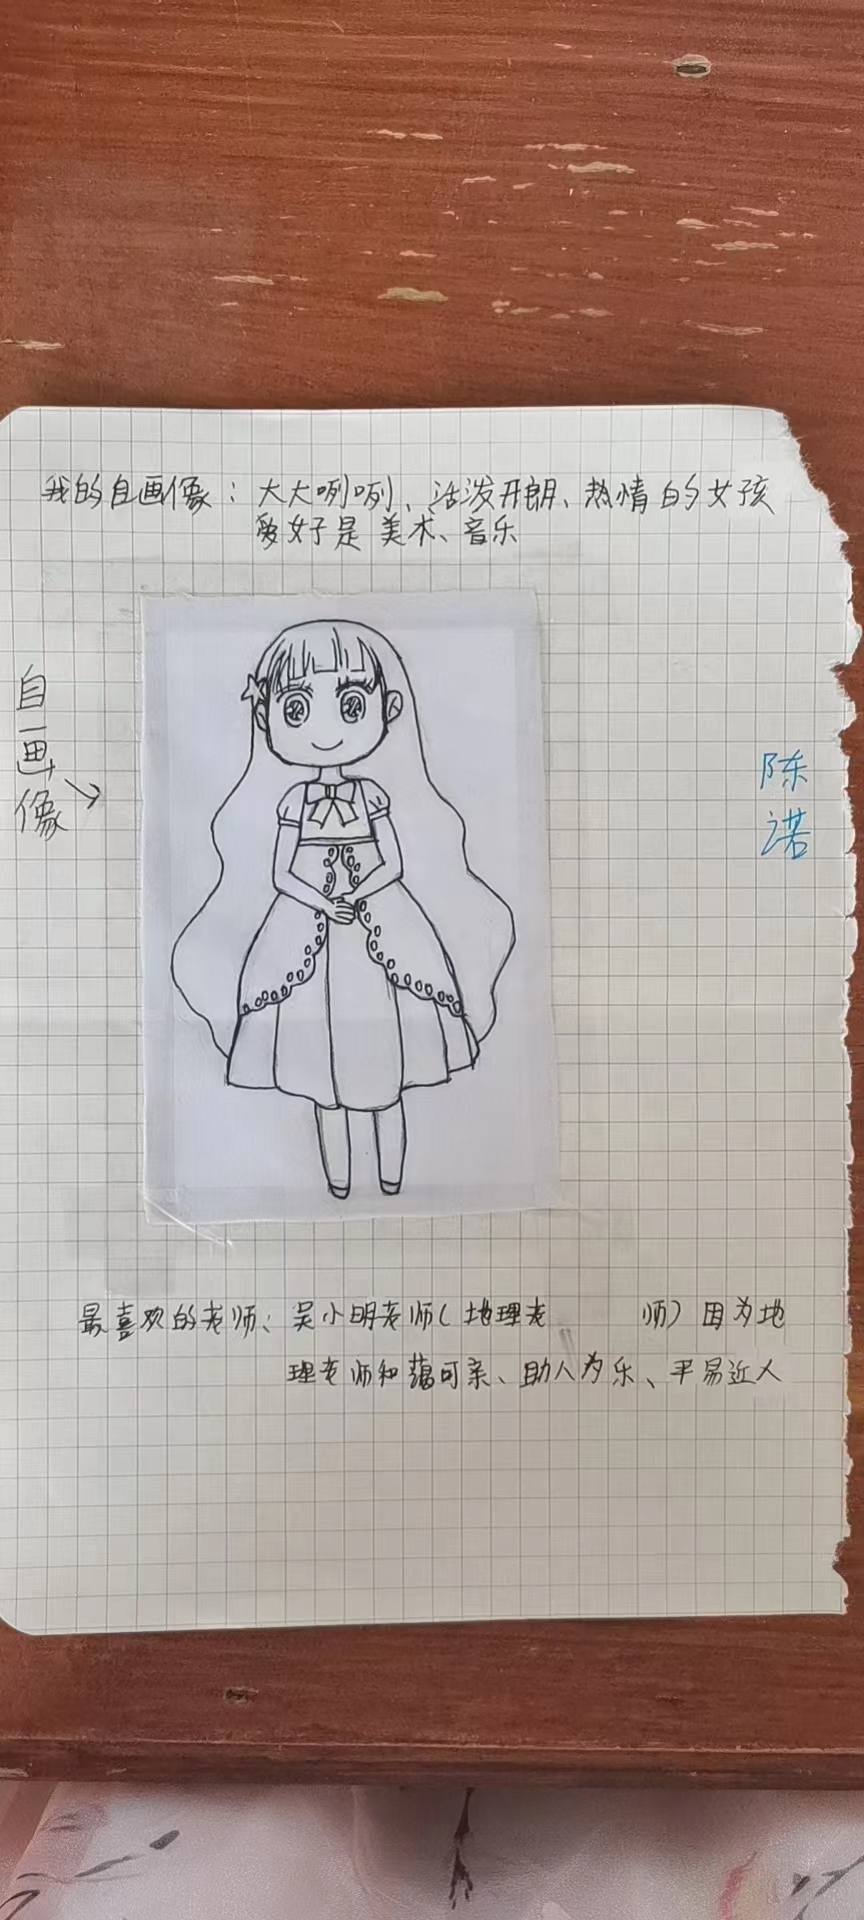 我的自画像：大大咧咧、活泼开朗、热情的女孩
爱好是美术、音乐
自画像
陈诺
最喜欢的老师：吴小明老师（地理老师）因为地
理老师和蔼可亲、助人为乐、平易近人